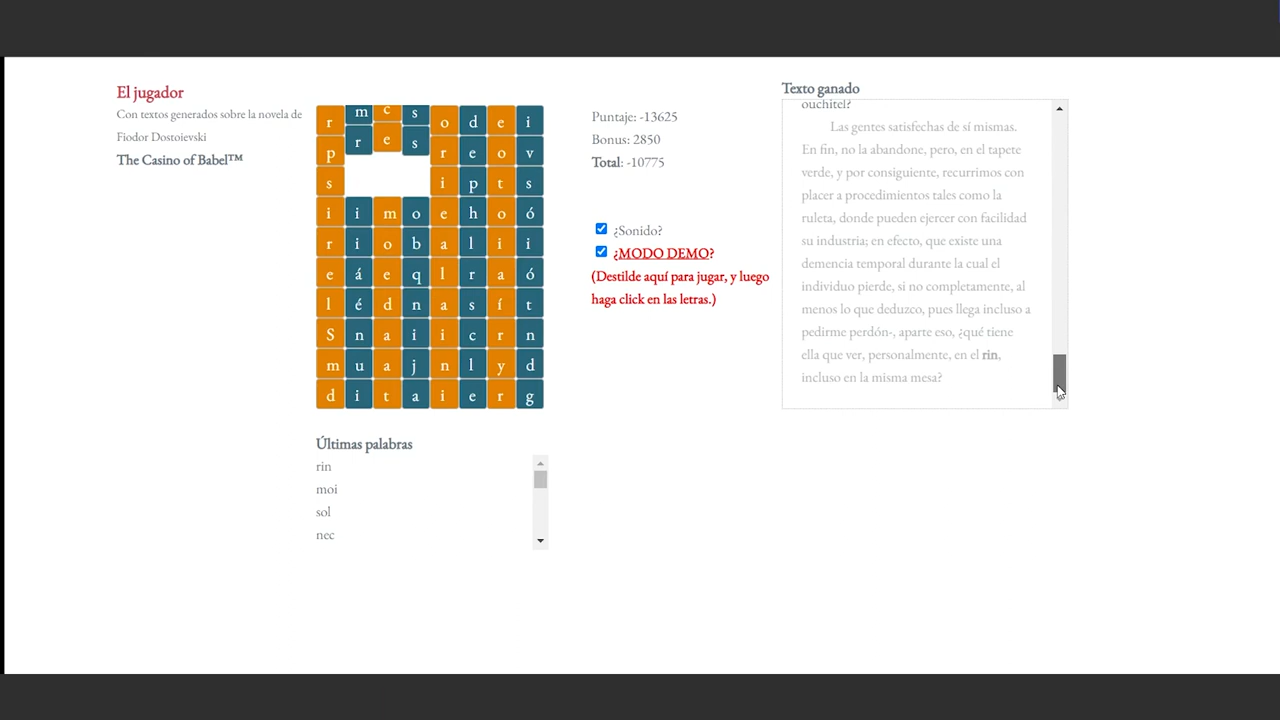 El jugador
Con textos generados sobre la novela de
Fiodor Dostoievski
The Casino of Babel™
r m c s o d e i
p r e s r e o v
s i p t s
i i m o e h o ó
r i o b a l i i
e á e q l r a ó
l é d n a s í t
S n a i i c r n
m u a j n l y d
d i t a i e r g
Últimas palabras
rin
moi
sol
nec
Puntaje: -13625
Bonus: 2850
Total: -10775
¿Sonido?
¿MODO DEMO?
(Destilde aquí para jugar, y luego
haga click en las letras.)
Texto ganado
ouchitel?
Las gentes satisfechas de sí mismas.
En fin, no la abandone, pero, en el tapete
verde, y por consiguiente, recurrimos con
placer a procedimientos tales como la
ruleta, donde pueden ejercer con facilidad
su industria; en efecto, que existe una
demencia temporal durante la cual el
individuo pierde, si no completamente, al
menos lo que deduzco, pues llega incluso a
pedirme perdón-, aparte eso, ¿qué tiene
ella que ver, personalmente, en el rin,
incluso en la misma mesa?